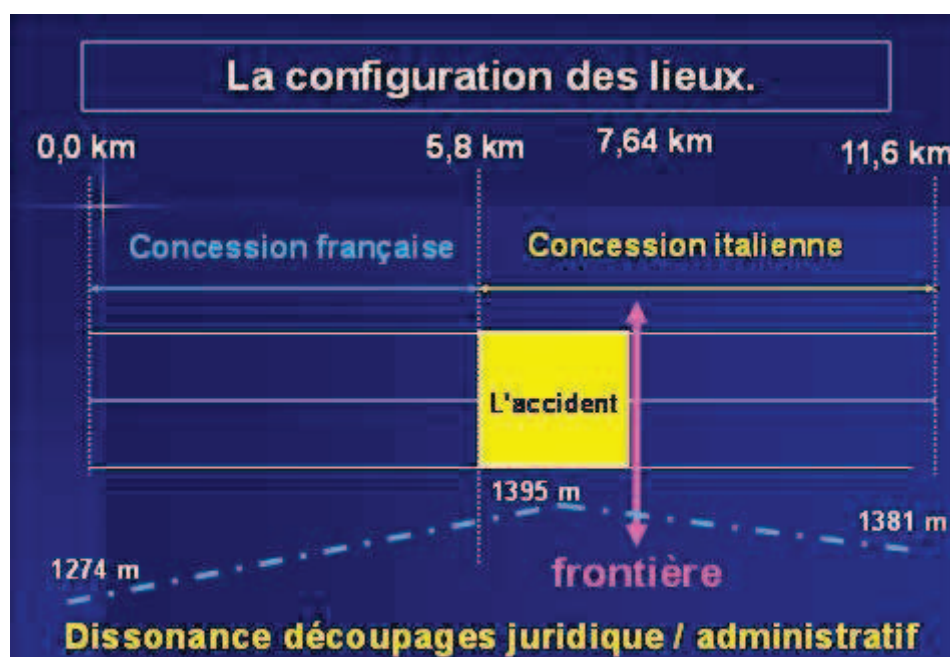 La configuration des lieux.
0,0 km 5,8 km 7,64 km 11,6 km
Concession française Concession italienne
L'accident
1395 m
1381 m
1274 m
frontière
Dissonance découpages juridique / administratif